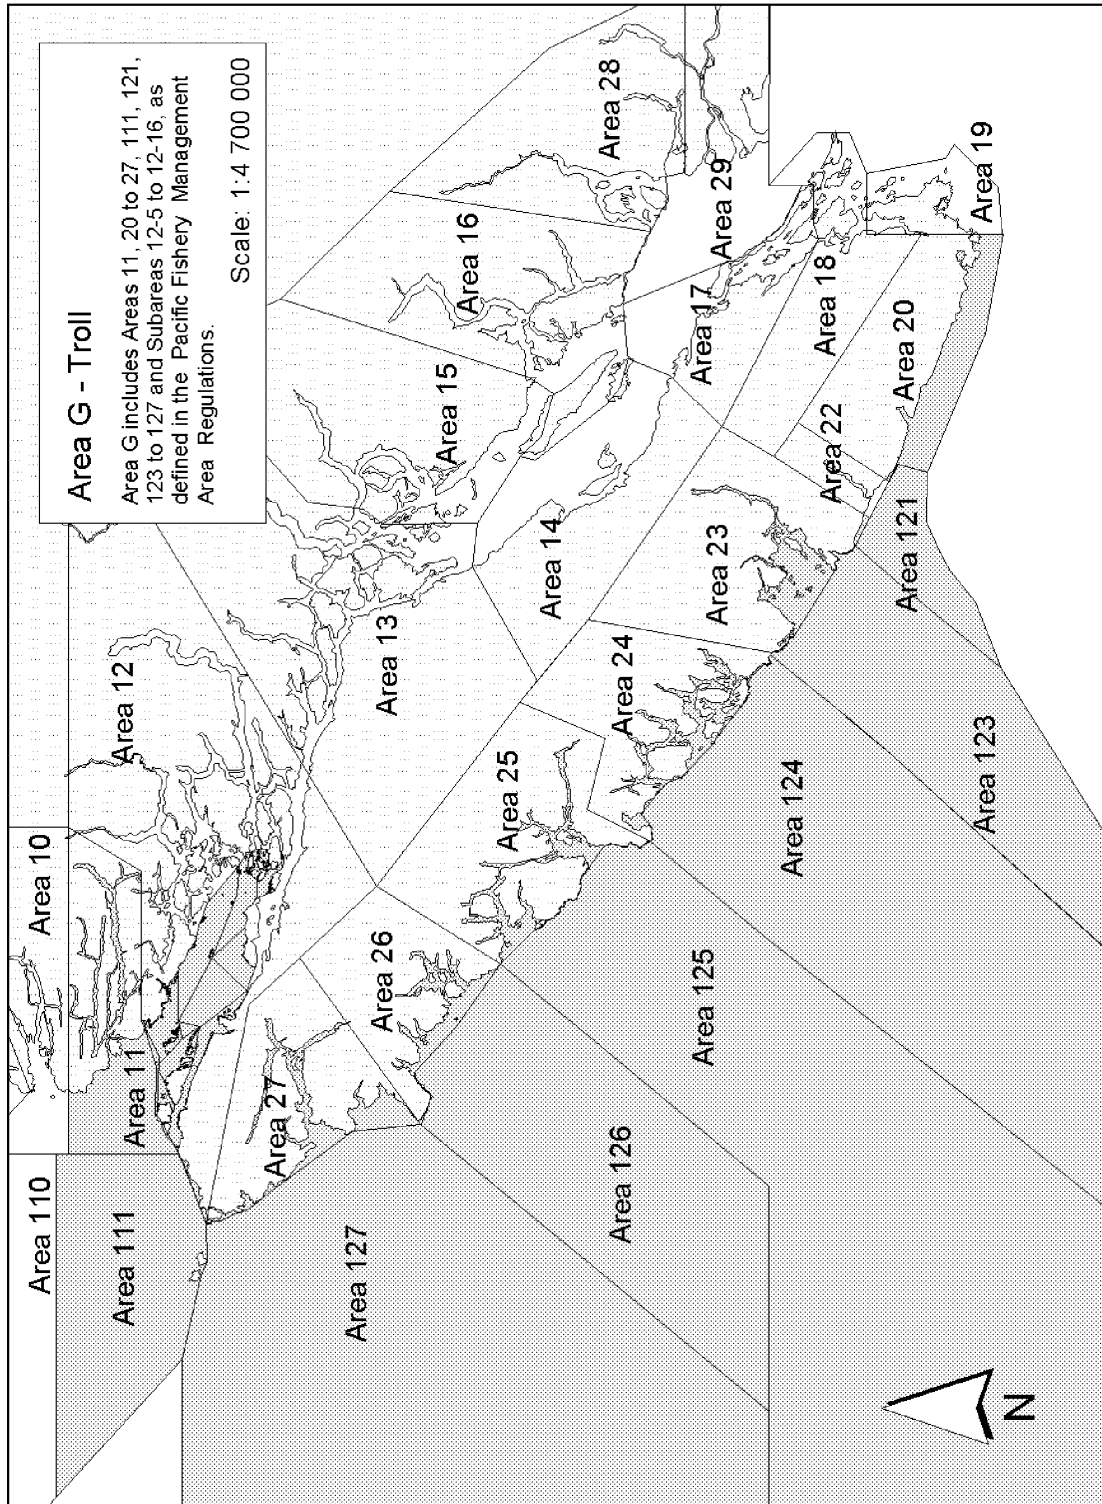 Area G - Troll
Area G includes Areas 11, 20 to 27, 111, 121,
123 to 127 and Subareas 12-5 to 12-16, as
defined in the Pacific Fishery Management
Area Regulations.
Scale: 1:4 700 000
Area 110
Area 10
Area 111
Area 11
Area 12
Area 27
Area 127
Area 26
Area 13
Area 15
Area 16
Area 28
Area 25
Area 14
Area 126
Area 24
Area 125
Area 23
Area 17
Area 29
Area 124
Area 22
Area 18
Area 121
Area 20
Area 123
Area 19
N